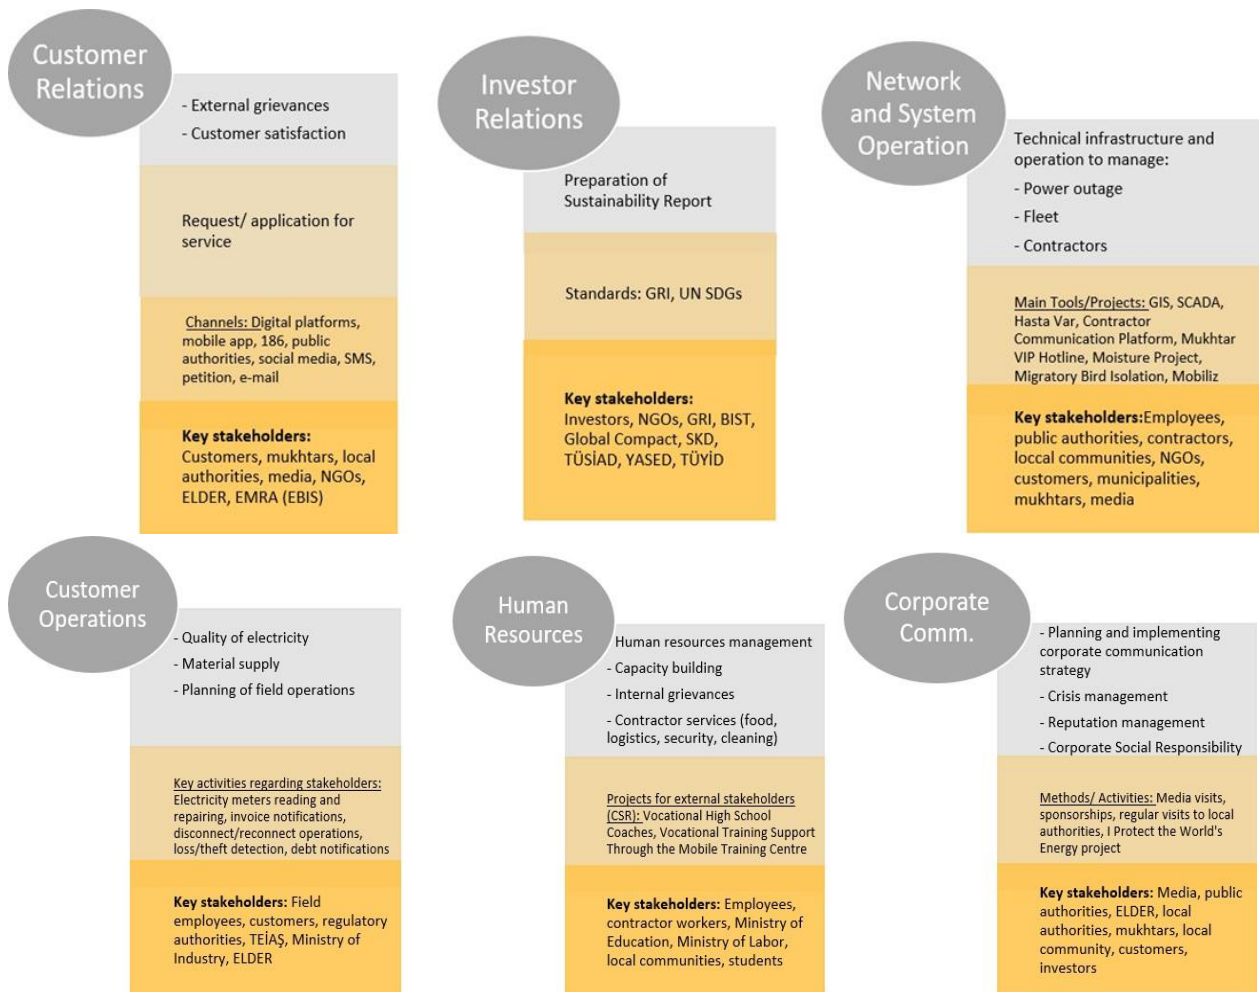 Customer
Relations
- External grievances
- Customer satisfaction
Request/ application for
service
Channels: Digital platforms,
mobile app, 186, public
authorities, social media, SMS,
petition, e-mail
Key stakeholders:
Customers, mukhtars, local
authorities, media, NGOs,
ELDER, EMRA (EBIS)
Investor
Relations
Preparation of
Sustainability Report
Standards: GRI, UN SDGs
Key stakeholders:
Investors, NGOs, GRI, BIST,
Global Compact, SKD,
TÜSİAD, YASED, TÜYİD
Network
and System
Operation
Technical infrastructure and
operation to manage:
- Power outage
- Fleet
- Contractors
Main Tools/Projects: GIS, SCADA,
Hasta Var, Contractor
Communication Platform, Mukhtar
VIP Hotline, Moisture Project,
Migratory Bird Isolation, Mobiliz
Key stakeholders:Employees,
public authorities, contractors,
loccal communities, NGOs,
customers, municipalities,
mukhtars, media
Customer
Operations
- Quality of electricity
- Material supply
- Planning of field operations
Key activities regarding stakeholders:
Electricity meters reading and
repairing, invoice notifications,
disconnect/reconnect operations,
loss/theft detection, debt notifications
Key stakeholders: Field
employees, customers, regulatory
authorities, TEİAŞ, Ministry of
Industry, ELDER
Human
Resources
Human resources management
- Capacity building
- Internal grievances
- Contractor services (food,
logistics, security, cleaning)
Projects for external stakeholders
(CSR): Vocational High School
Coaches, Vocational Training Support
Through the Mobile Training Centre
Key stakeholders: Employees,
contractor workers, Ministry of
Education, Ministry of Labor,
local communities, students
Corporate
Comm.
- Planning and implementing
corporate communication
strategy
- Crisis management
- Reputation management
- Corporate Social Responsibility
Methods/ Activities: Media visits,
sponsorships, regular visits to local
authorities, I Protect the World's
Energy project
Key stakeholders: Media, public
authorities, ELDER, local
authorities, mukhtars, local
community, customers,
investors